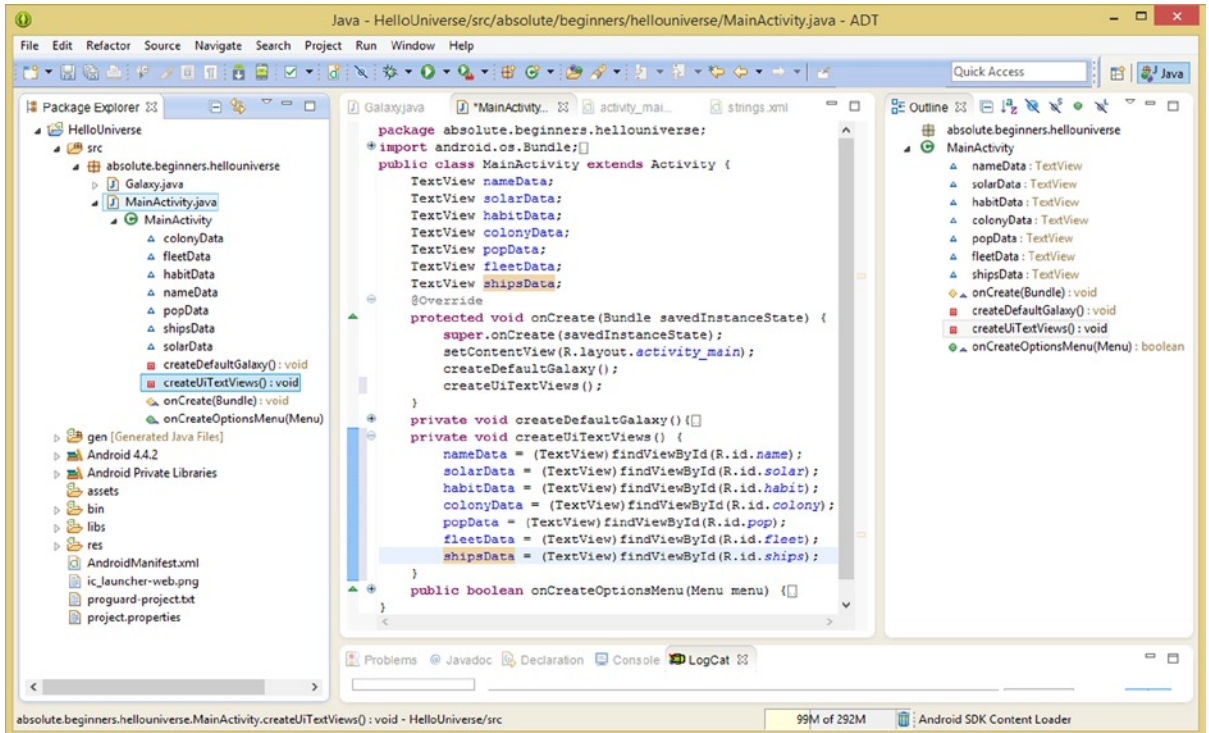 Java - HelloUniverse/src/absolute/beginners/hellouniverse/MainActivity.java - ADT
File Edit Refactor Source Navigate Search Project Run Window Help
Quick Access
Java
Package Explorer
HelloUniverse
src
absolute.beginners.hellouniverse
Galaxy.java
MainActivity.java
MainActivity
colonyData
fleetData
habitData
nameData
popData
shipsData
solarData
createDefaultGalaxy() : void
createUiTextViews() : void
onCreate(Bundle) : void
onCreateOptionsMenu(Menu)
gen [Generated Java Files]
Android 4.4.2
Android Private Libraries
assets
bin
libs
res
AndroidManifest.xml
ic_launcher-web.png
proguard-project.txt
project.properties
Galaxy.java *MainActivity... activity_mai... strings.xml
package absolute.beginners.hellouniverse;
import android.os.Bundle;
public class MainActivity extends Activity {
TextView nameData;
TextView solarData;
TextView habitData;
TextView colonyData;
TextView popData;
TextView fleetData;
TextView shipsData;
@Override
protected void onCreate(Bundle savedInstanceState) {
super.onCreate(savedInstanceState);
setContentView(R.layout.activity_main);
createDefaultGalaxy();
createUiTextViews();
}
private void createDefaultGalaxy(){
private void createUiTextViews() {
nameData = (TextView)findViewById(R.id.name);
solarData = (TextView)findViewById(R.id.solar);
habitData = (TextView)findViewById(R.id.habit);
colonyData = (TextView)findViewById(R.id.colony);
popData = (TextView)findViewById(R.id.pop);
fleetData = (TextView)findViewById(R.id.fleet);
shipsData = (TextView)findViewById(R.id.ships);
}
public boolean onCreateOptionsMenu(Menu menu) {
}
Outline
absolute.beginners.hellouniverse
MainActivity
nameData : TextView
solarData : TextView
habitData : TextView
colonyData : TextView
popData : TextView
fleetData : TextView
shipsData : TextView
onCreate(Bundle) : void
createDefaultGalaxy() : void
createUiTextViews() : void
onCreateOptionsMenu(Menu) : boolean
Problems @ Javadoc Declaration Console LogCat
absolute.beginners.hellouniverse.MainActivity.createUiTextViews() : void - HelloUniverse/src
99M of 292M
Android SDK Content Loader